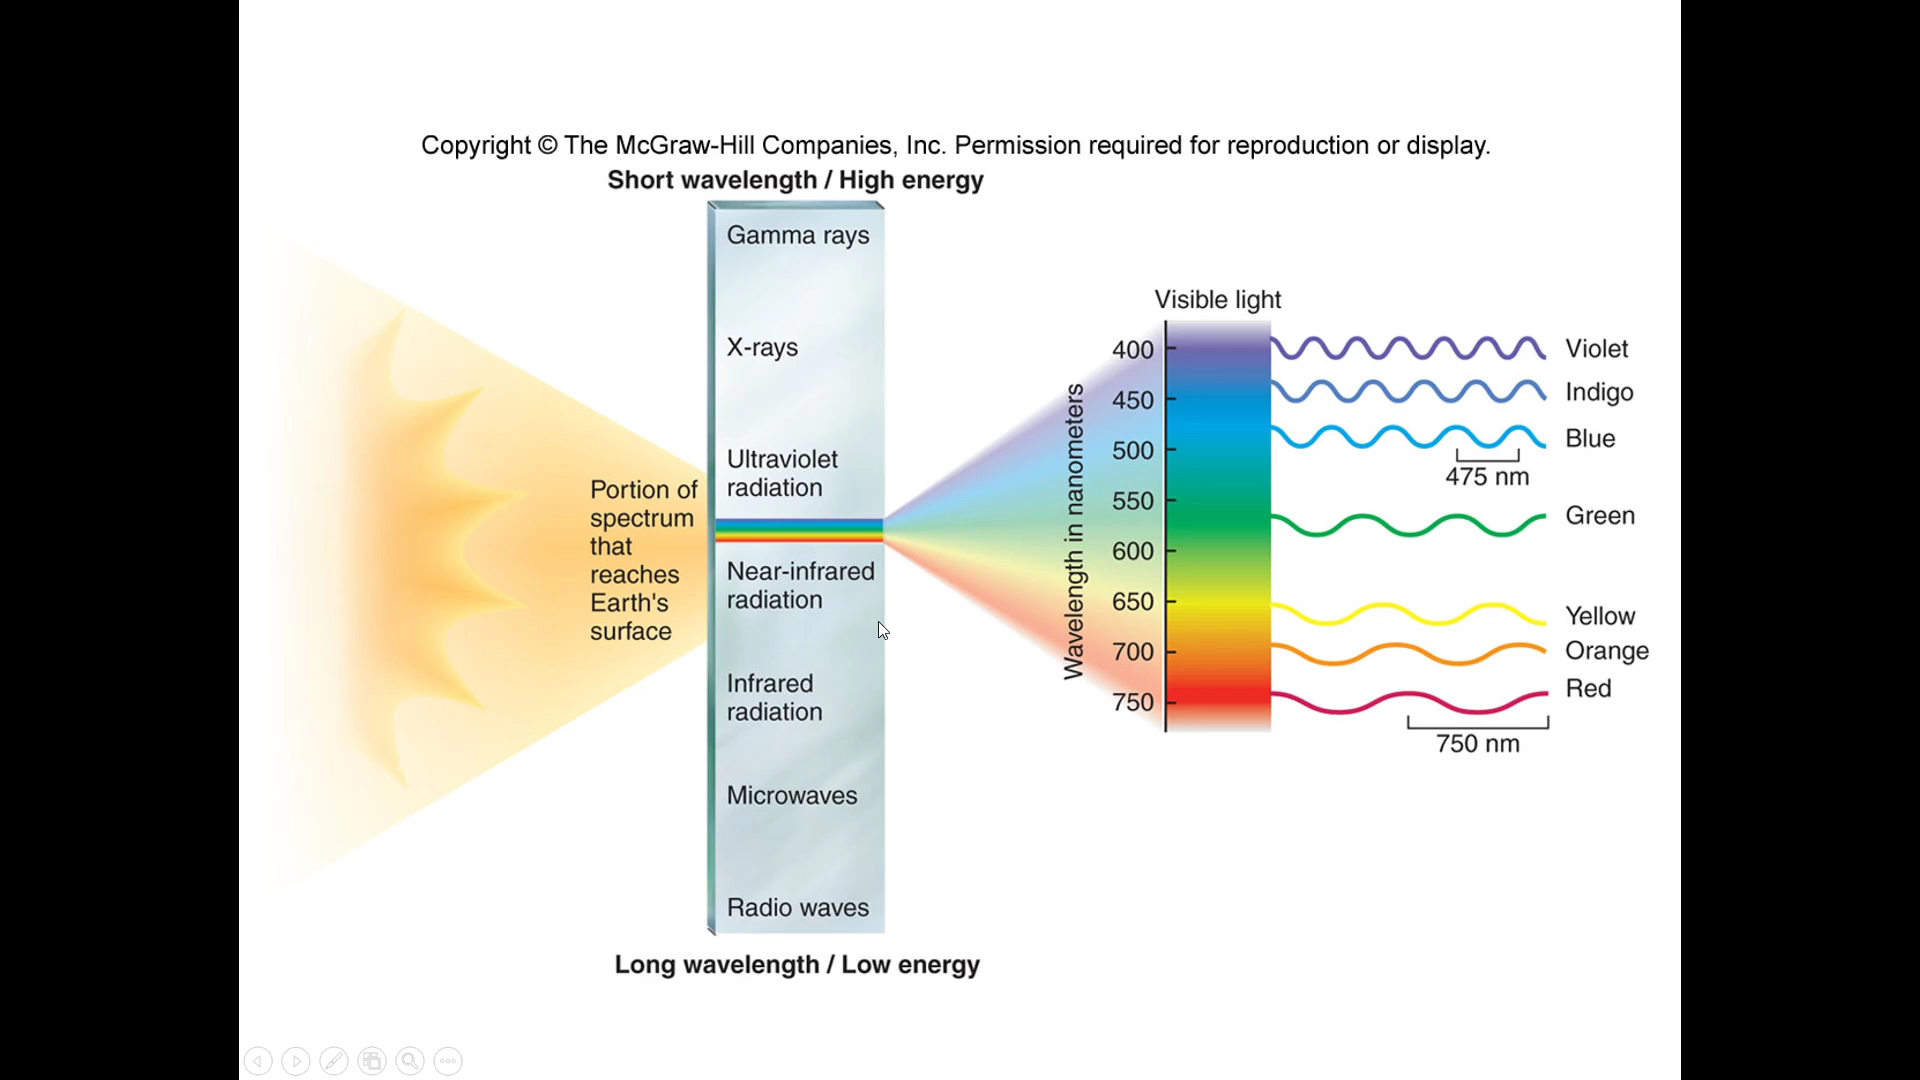 Copyright © The McGraw-Hill Companies, Inc. Permission required for reproduction or display.
Short wavelength / High energy
Gamma rays
X-rays
Ultraviolet
radiation
Near-infrared
radiation
Infrared
radiation
Microwaves
Radio waves
Long wavelength / Low energy
Portion of
spectrum
that
reaches
Earth's
surface
Visible light
Wavelength in nanometers
400
450
500
550
600
650
700
750
Violet
Indigo
Blue
475 nm
Green
Yellow
Orange
Red
750 nm